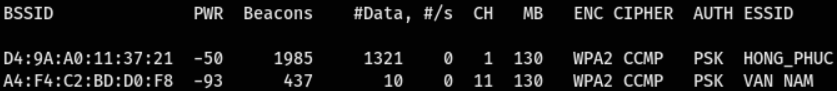 BSSID PWR Beacons #Data, #/s CH MB ENC CIPHER AUTH ESSID
D4:9A:A0:11:37:21 -50 1985 1321 0 1 130 WPA2 CCMP PSK HONG_PHUC
A4:F4:C2:BD:D0:F8 -93 437 10 0 11 130 WPA2 CCMP PSK VAN NAM